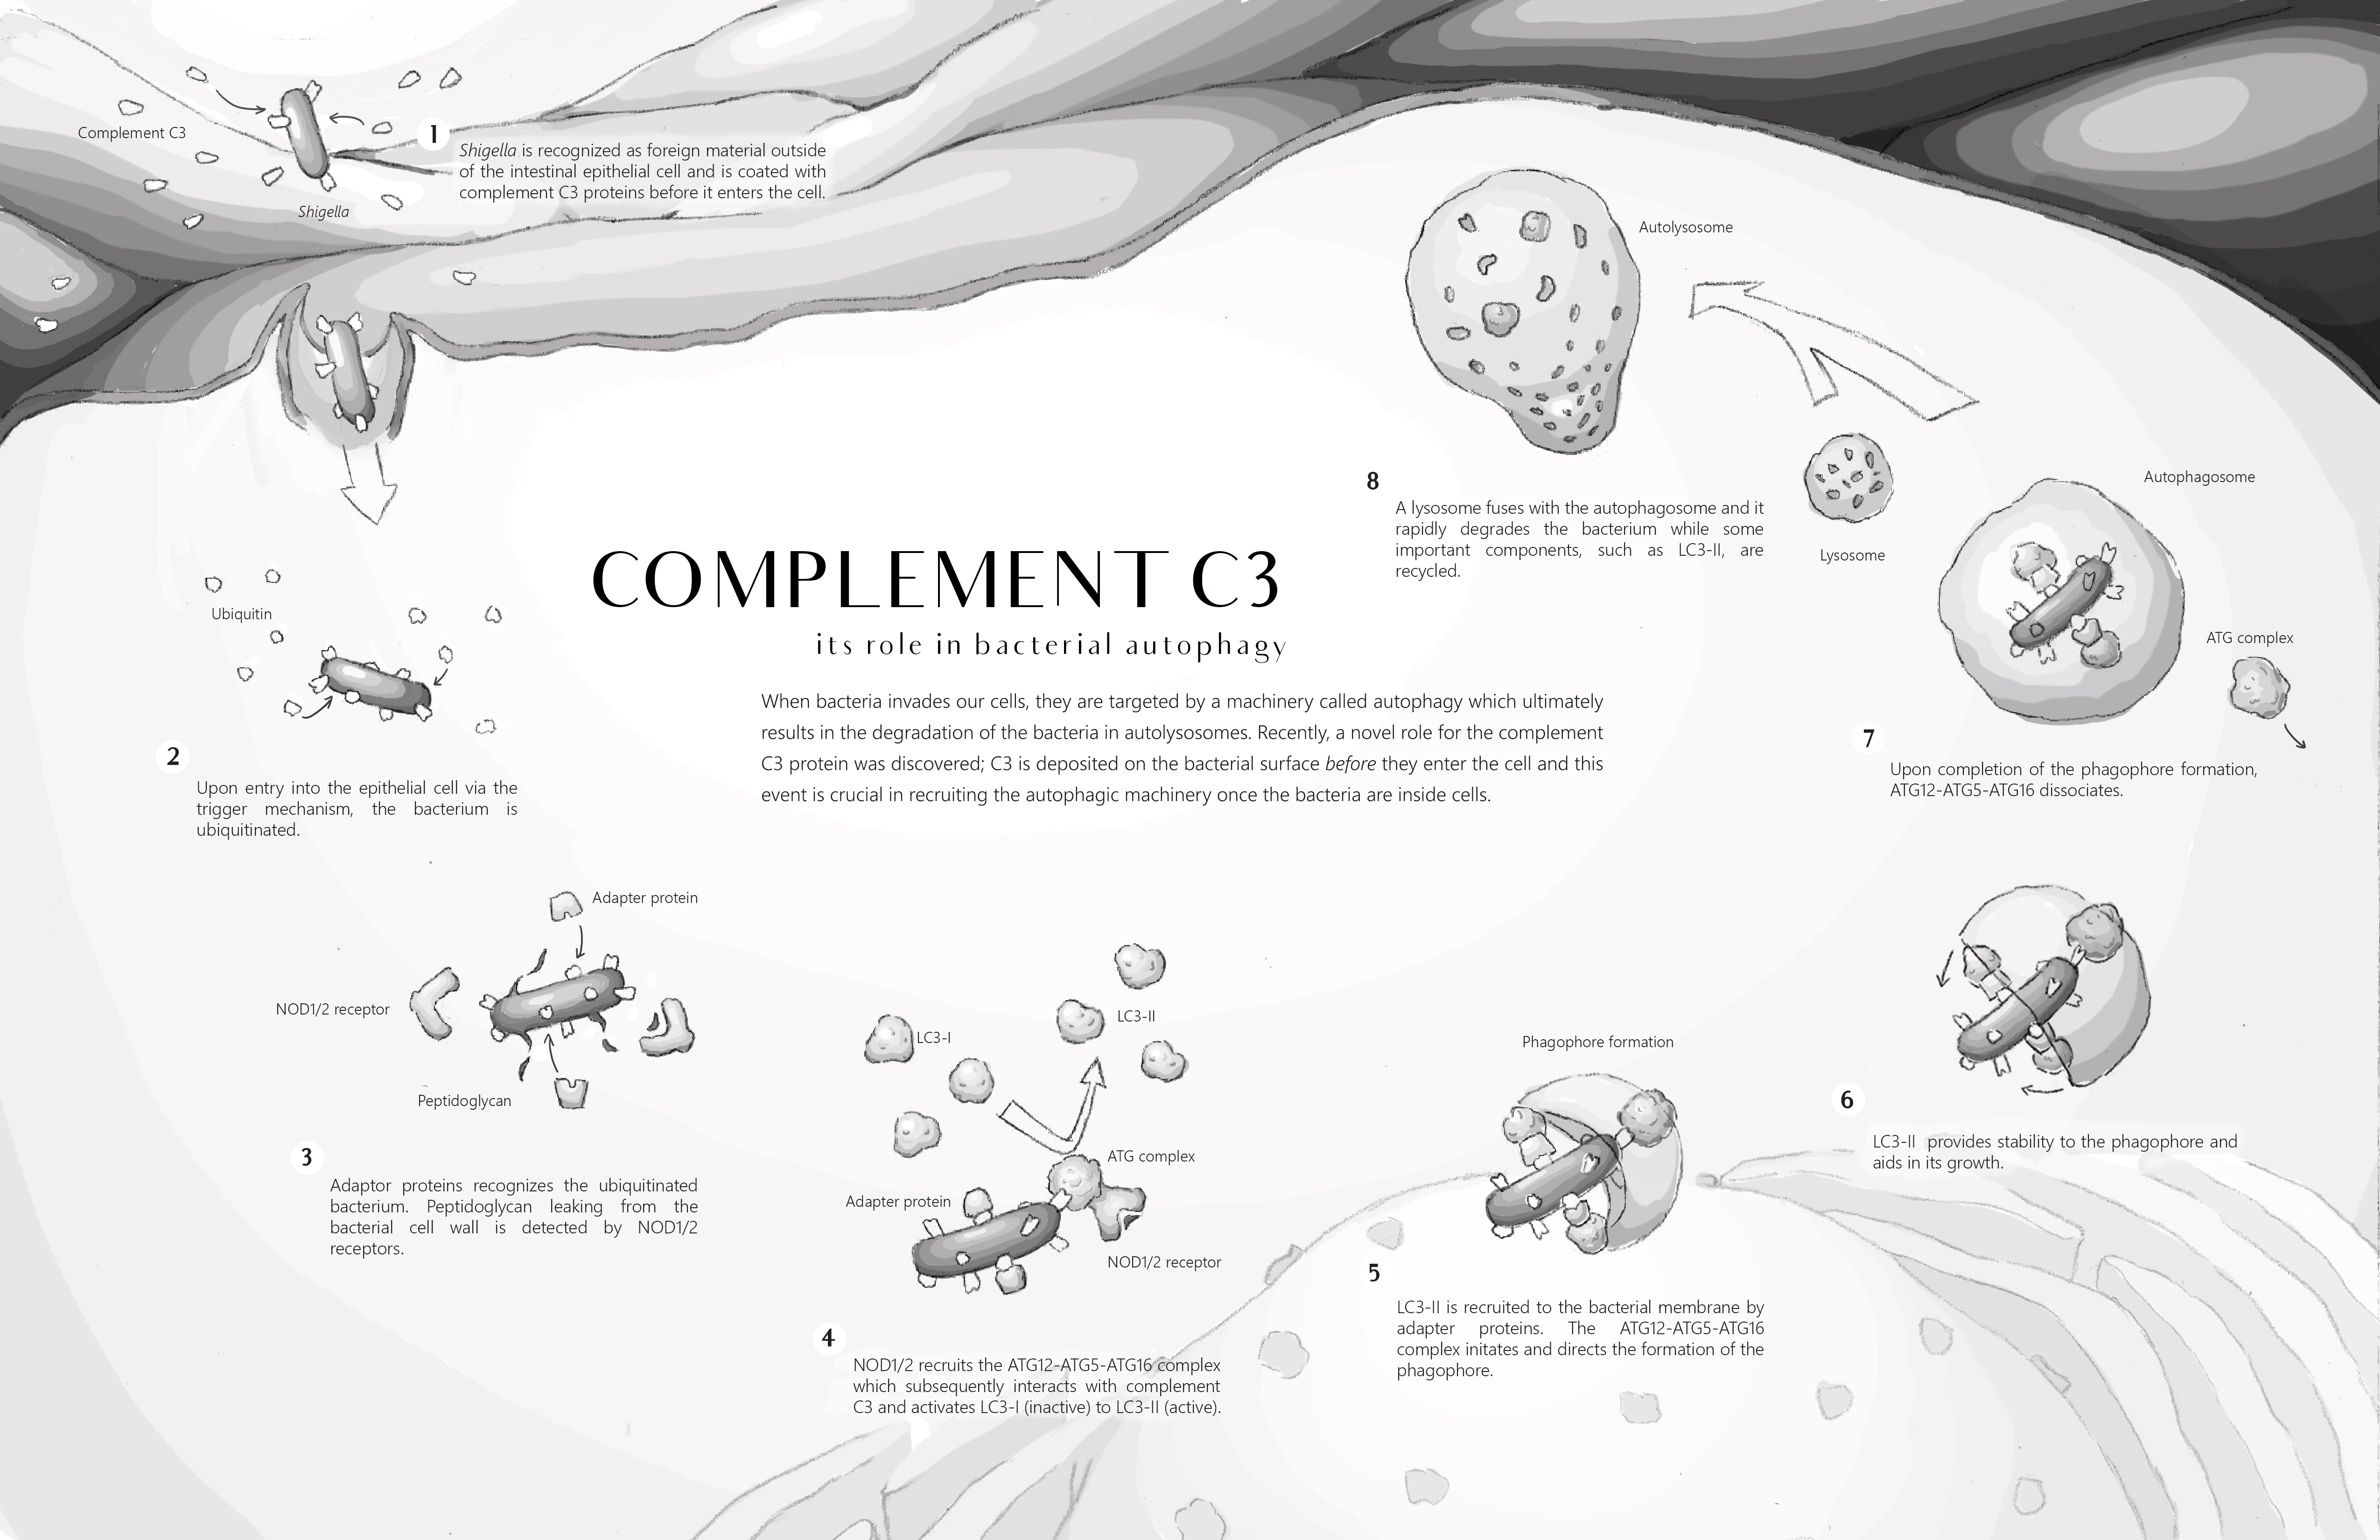 Complement C3
Shigella
1
Shigella is recognized as foreign material outside
of the intestinal epithelial cell and is coated with
complement C3 proteins before it enters the cell.
COMPLEMENT C3
its role in bacterial autophagy
When bacteria invades our cells, they are targeted by a machinery called autophagy which ultimately
results in the degradation of the bacteria in autolysosomes. Recently, a novel role for the complement
C3 protein was discovered; C3 is deposited on the bacterial surface before they enter the cell and this
event is crucial in recruiting the autophagic machinery once the bacteria are inside cells.
Ubiquitin
2
Upon entry into the epithelial cell via the
trigger mechanism, the bacterium is
ubiquitinated.
Adapter protein
NOD1/2 receptor
Peptidoglycan
3
Adaptor proteins recognizes the ubiquitinated
bacterium. Peptidoglycan leaking from the
bacterial cell wall is detected by NOD1/2
receptors.
LC3-I
LC3-II
ATG complex
Adapter protein
NOD1/2 receptor
4
NOD1/2 recruits the ATG12-ATG5-ATG16 complex
which subsequently interacts with complement
C3 and activates LC3-I (inactive) to LC3-II (active).
Phagophore formation
5
LC3-II is recruited to the bacterial membrane by
adapter proteins. The ATG12-ATG5-ATG16
complex initates and directs the formation of the
phagophore.
6
LC3-II provides stability to the phagophore and
aids in its growth.
Autophagosome
ATG complex
7
Upon completion of the phagophore formation,
ATG12-ATG5-ATG16 dissociates.
Autolysosome
Lysosome
8
A lysosome fuses with the autophagosome and it
rapidly degrades the bacterium while some
important components, such as LC3-II, are
recycled.